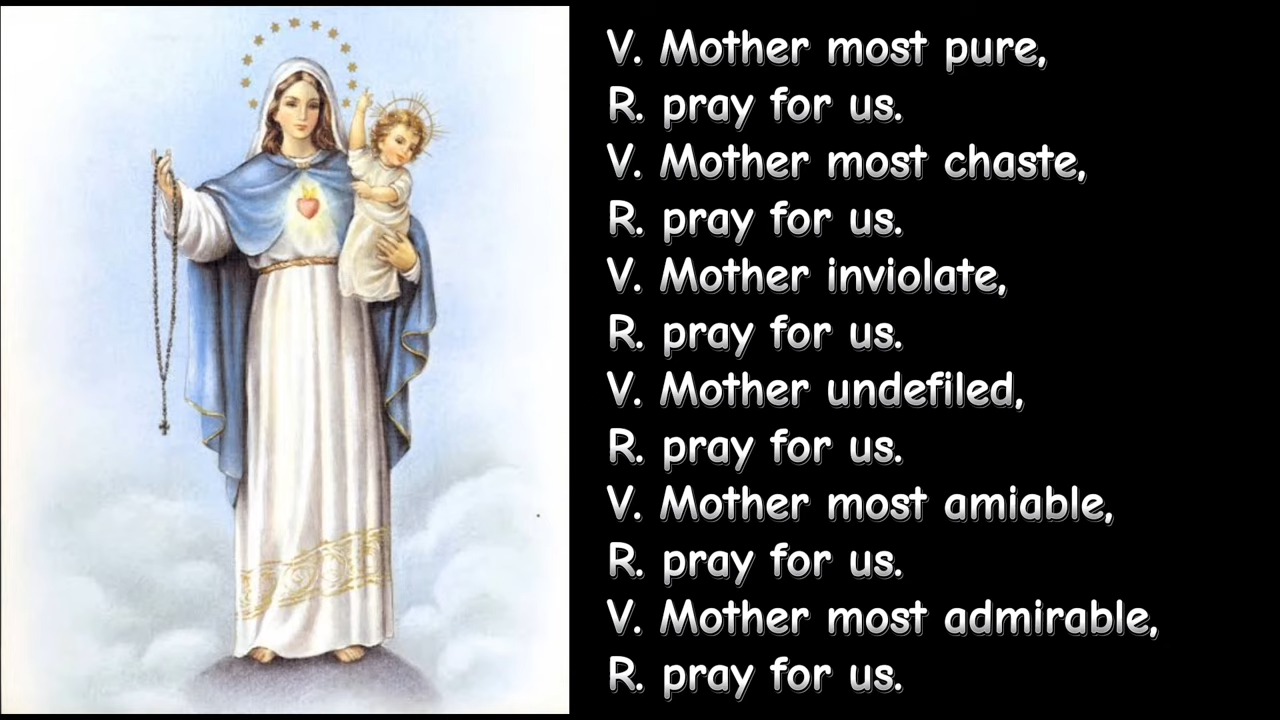 V. Mother most pure,
R. pray for us.
V. Mother most chaste,
R. pray for us.
V. Mother inviolate,
R. pray for us.
V. Mother undefiled,
R. pray for us.
V. Mother most amiable,
R. pray for us.
V. Mother most admirable,
R. pray for us.